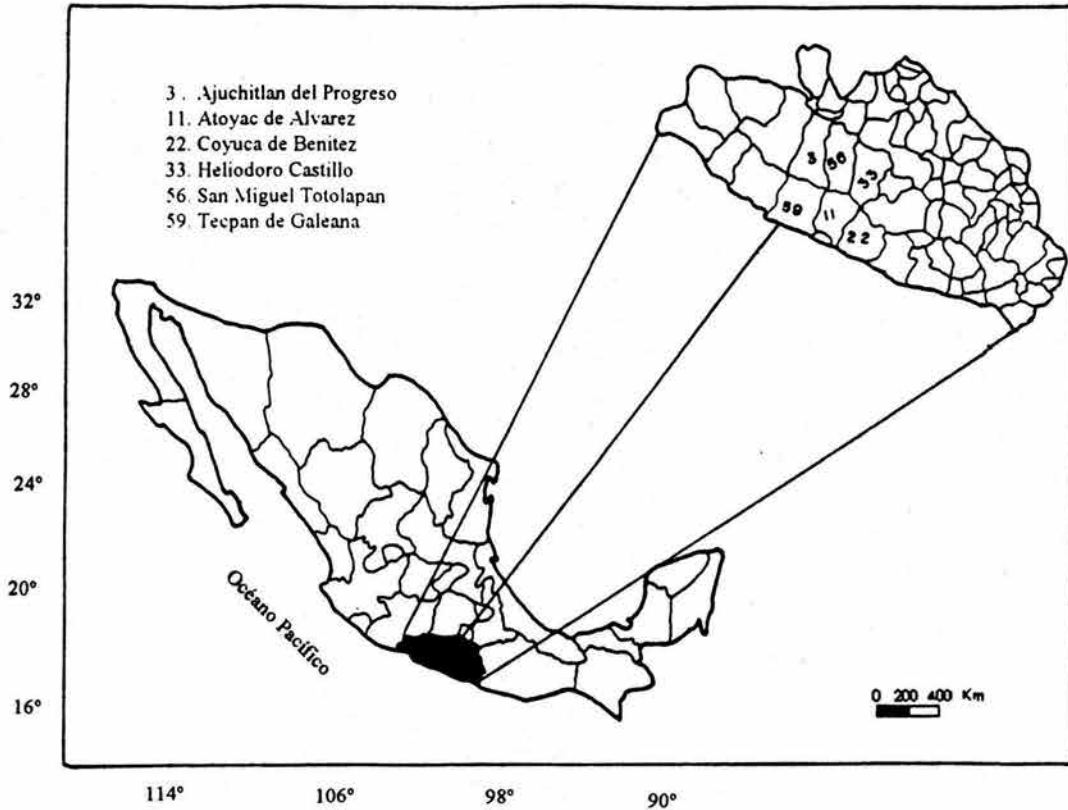 3. Ajuchitlan del Progreso
11. Atoyac de Alvarez
22. Coyuca de Benitez
33. Heliodoro Castillo
56. San Miguel Totolapan
59. Tecpan de Galeana
3
56
33
59
11
22
32°
28°
24°
20°
16°
Océano Pacífico
0 200 400 Km
114°
106°
98°
90°